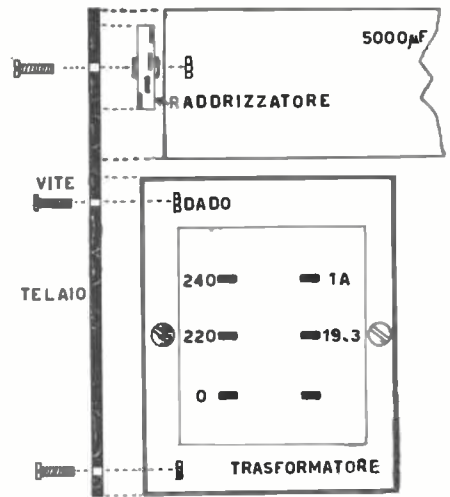 5000µF
RADDRIZZATORE
VITE
DADO
TELAIO
240 1A
220 19.3
0
TRASFORMATORE